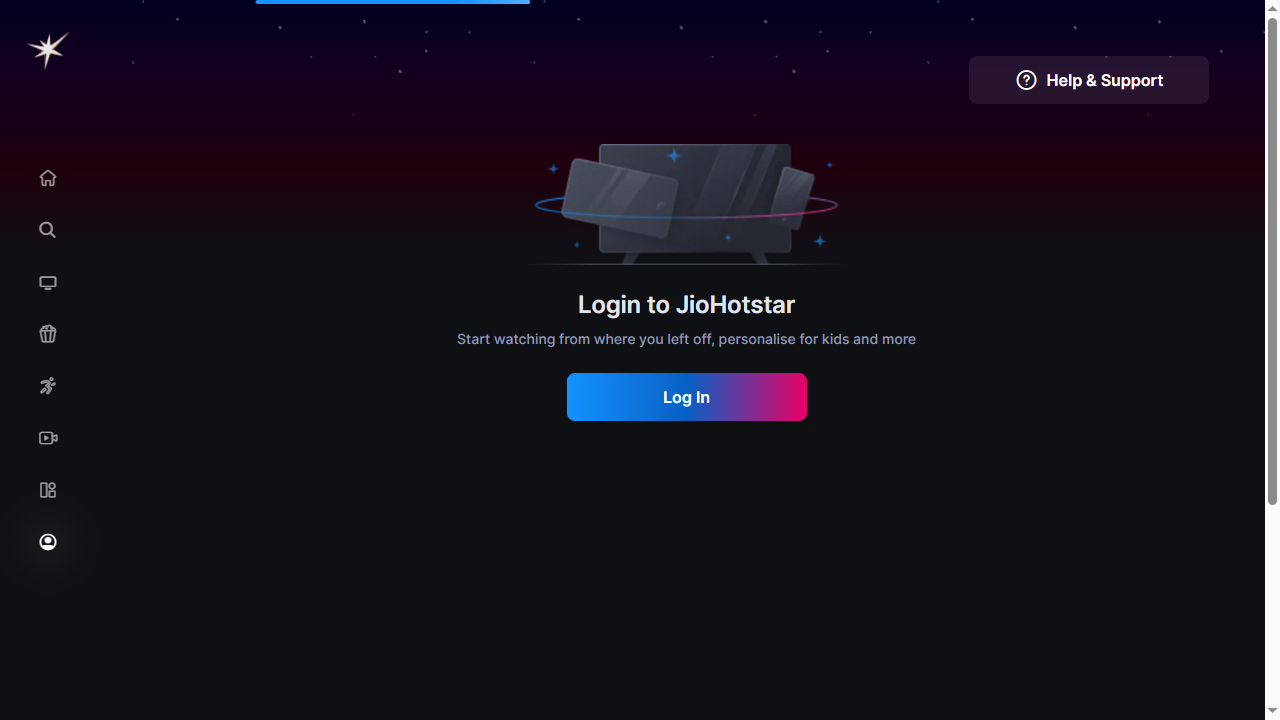 Help & Support
Login to JioHotstar
Start watching from where you left off, personalise for kids and more
Log In